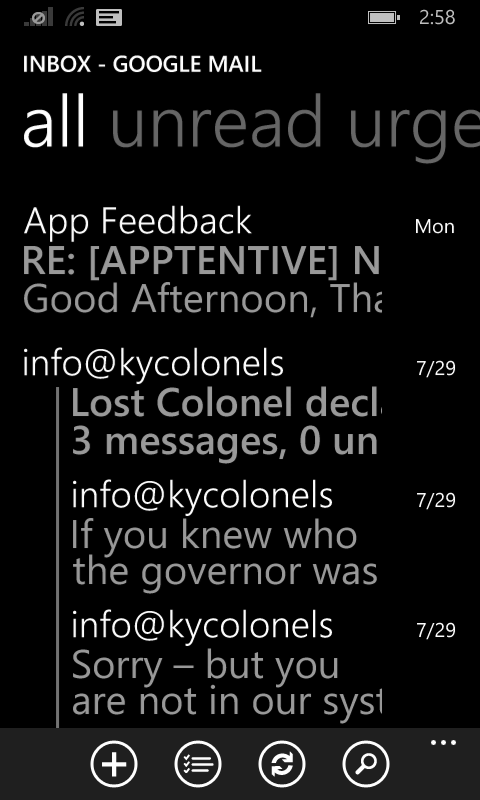 2:58
INBOX - GOOGLE MAIL
all unread urge
App Feedback Mon
RE: [APPTENTIVE] N
Good Afternoon, Tha
info@kycolonels 7/29
Lost Colonel decla
3 messages, 0 un
info@kycolonels 7/29
If you knew who
the governor was
info@kycolonels 7/29
Sorry – but you
are not in our syst